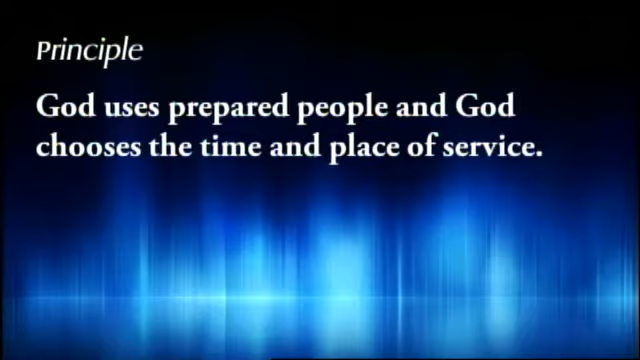 Principle
God uses prepared people and God
chooses the time and place of service.